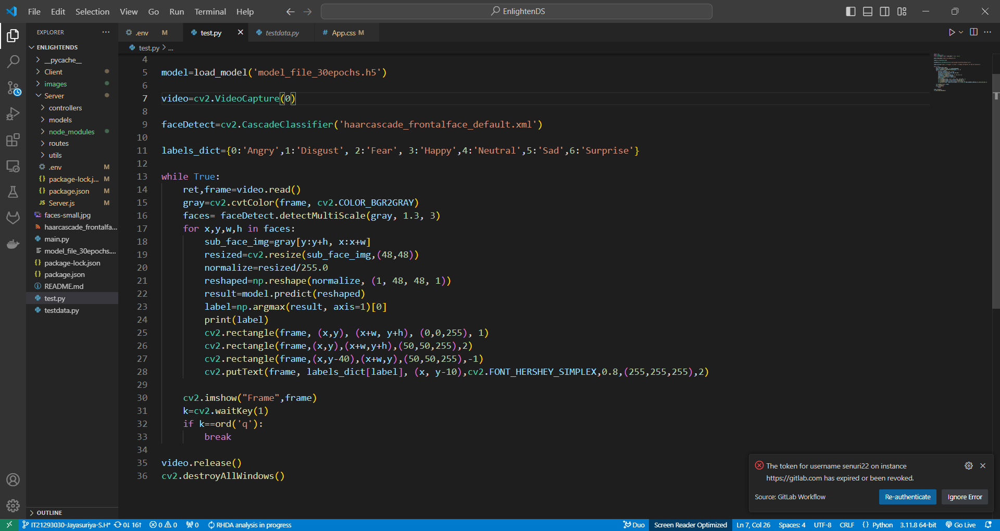 File Edit Selection View Go Run Terminal Help
EnlightenDS
EXPLORER
ENLIGHTENDS
__pycache__
Client
images
Server
controllers
models
node_modules
routes
utils
.env M
package-lock.j... M
package.json M
JS Server.js M
faces-small.jpg
haarcascade_frontalfa...
main.py
model_file_30epochs....
package-lock.json
package.json
README.md
test.py
testdata.py
OUTLINE
.env M test.py testdata.py # App.css M
test.py > ...
4
5 model=load_model('model_file_30epochs.h5')
6
7 video=cv2.VideoCapture(0)
8
9 faceDetect=cv2.CascadeClassifier('haarcascade_frontalface_default.xml')
10
11 labels_dict={0:'Angry',1:'Disgust', 2:'Fear', 3:'Happy',4:'Neutral',5:'Sad',6:'Surprise'}
12
13 while True:
14 ret,frame=video.read()
15 gray=cv2.cvtColor(frame, cv2.COLOR_BGR2GRAY)
16 faces= faceDetect.detectMultiScale(gray, 1.3, 3)
17 for x,y,w,h in faces:
18 sub_face_img=gray[y:y+h, x:x+w]
19 resized=cv2.resize(sub_face_img,(48,48))
20 normalize=resized/255.0
21 reshaped=np.reshape(normalize, (1, 48, 48, 1))
22 result=model.predict(reshaped)
23 label=np.argmax(result, axis=1)[0]
24 print(label)
25 cv2.rectangle(frame, (x,y), (x+w, y+h), (0,0,255), 1)
26 cv2.rectangle(frame,(x,y),(x+w,y+h),(50,50,255),2)
27 cv2.rectangle(frame,(x,y-40),(x+w,y),(50,50,255),-1)
28 cv2.putText(frame, labels_dict[label], (x, y-10),cv2.FONT_HERSHEY_SIMPLEX,0.8,(255,255,255),2)
29
30 cv2.imshow("Frame",frame)
31 k=cv2.waitKey(1)
32 if k==ord('q'):
33 break
34
35 video.release()
36 cv2.destroyAllWindows()
The token for username senuri22 on instance
https://gitlab.com has expired or been revoked.
Source: GitLab Workflow Re-authenticate Ignore Error
IT21293030-Jayasuriya-S.H* 0↓ 16↑ 0 0 0 RHDA analysis in progress Duo Screen Reader Optimized Ln 7, Col 26 Spaces: 4 UTF-8 CRLF {} Python 3.11.8 64-bit Go Live